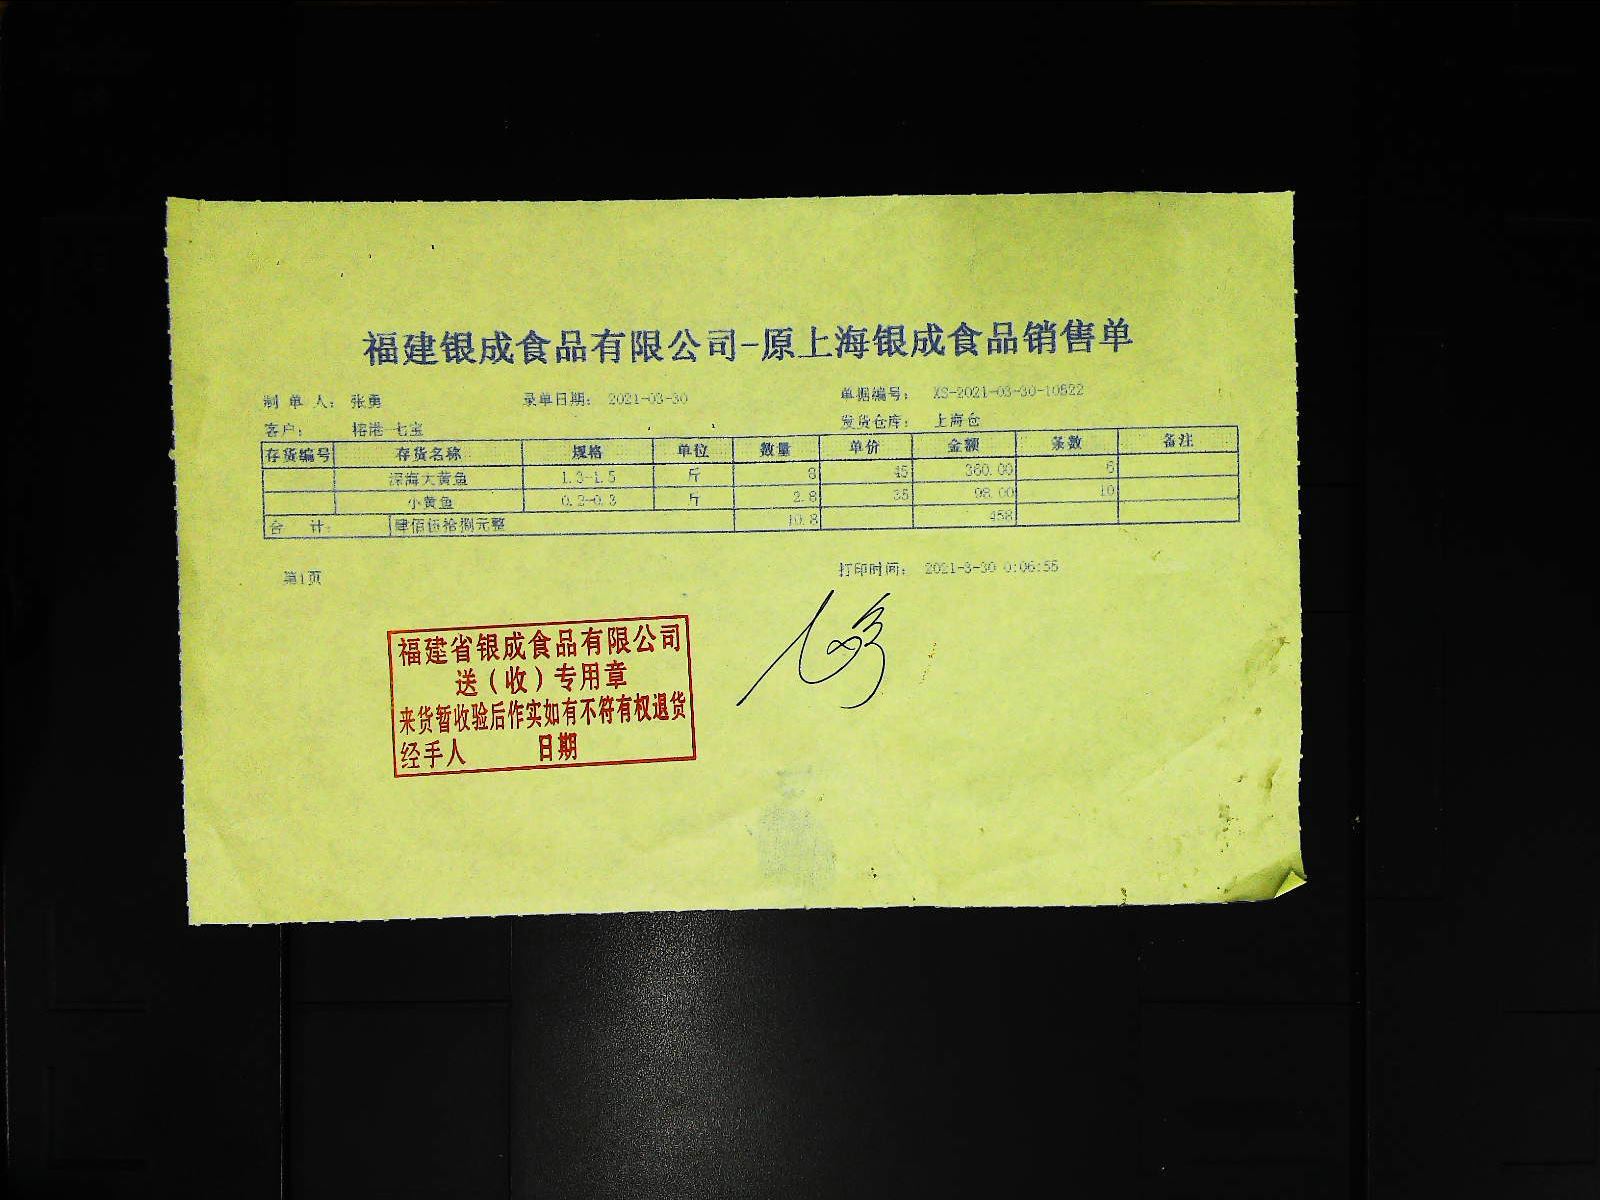 福建银成食品有限公司-原上海银成食品销售单
制 单 人： 张勇 录单日期： 2021-03-30 单据编号： XS-2021-03-30-10822
客户： 榕港-七宝 发货仓库： 上海仓
存货编号 存货名称 规格 单位 数量 单价 金额 条数 备注
深海大黄鱼 1.3-1.5 斤 8 45 360.00 6
小黄鱼 0.2-0.3 斤 2.8 35 98.00 10
合 计： 肆佰伍拾捌元整 10.8 458
第1页 打印时间： 2021-3-30 0:06:55
福建省银成食品有限公司
送（收）专用章
来货暂收验后作实如有不符有权退货
经手人 日期